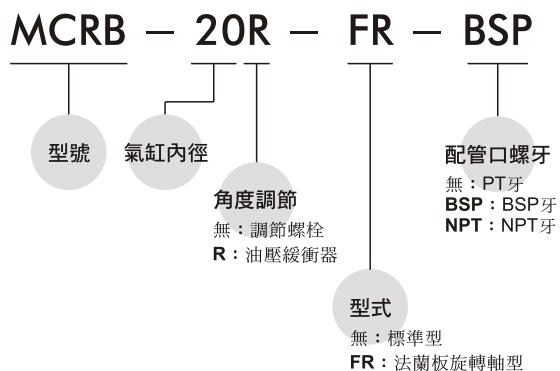 MCRB — 20R — FR — BSP
型號
氣缸內徑
角度調節
無：調節螺栓
R：油壓緩衝器
型式
無：標準型
FR：法蘭板旋轉軸型
配管口螺牙
無：PT牙
BSP：BSP牙
NPT：NPT牙